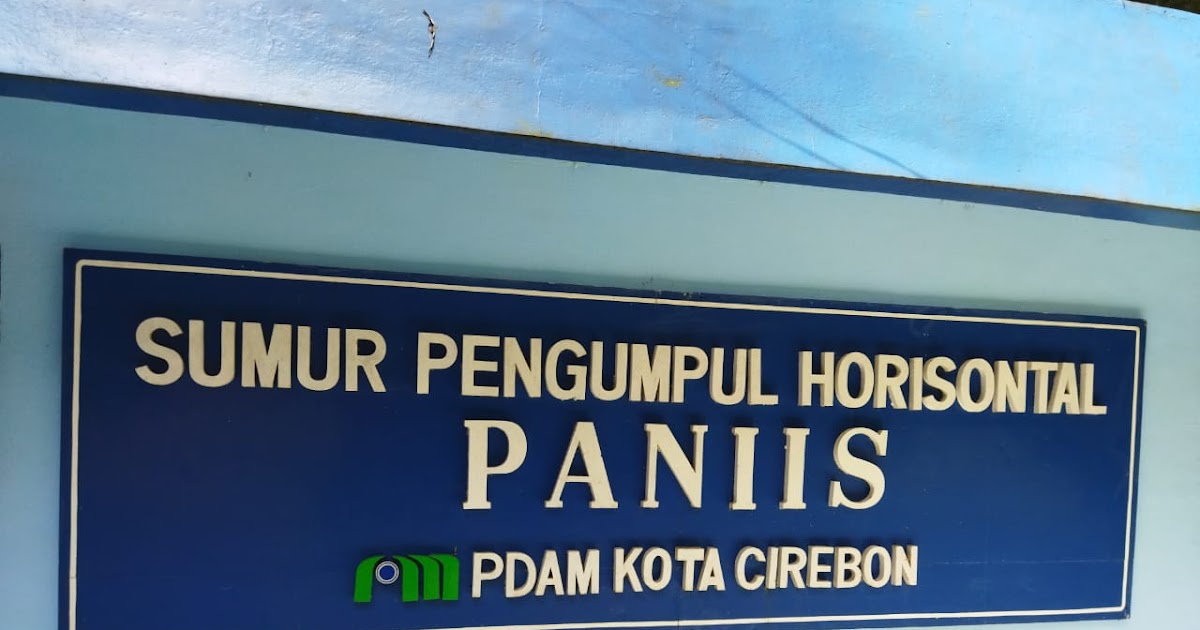 SUMUR PENGUMPUL HORISONTAL
PANIIS
PDAM KOTA CIREBON